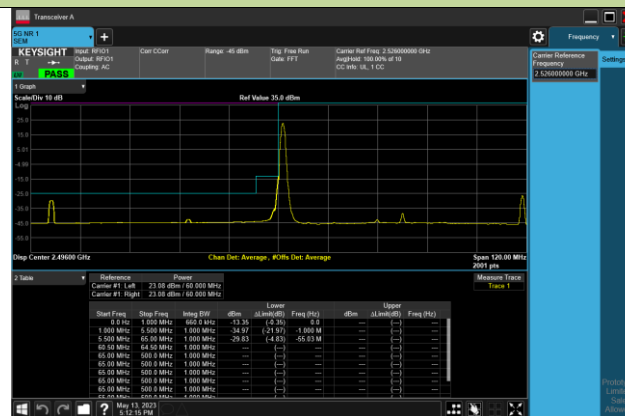 Transceiver A
5G NR 1
SEM
Frequency
KEYSIGHT
Input: RFIO1
Output: RFIO1
Coupling: AC
Corr CCorr
Range: -45 dBm
Trig: Free Run
Gate: FFT
Carrier Ref Freq: 2.526000000 GHz
Avg|Hold: 100.00% of 10
CC Info: UL, 1 CC
R T
PASS
Carrier Reference
Frequency
2.526000000 GHz
Settings
1 Graph
Scale/Div 10 dB
Ref Value 35.0 dBm
Log
25.0
15.0
5.01
-4.99
-15.0
-25.0
-35.0
-45.0
-55.0
Disp Center 2.49600 GHz
Chan Det: Average, #Offs Det: Average
Span 120.00 MHz
2001 pts
2 Table
Reference Power
Carrier #1: Left 23.08 dBm / 60.000 MHz
Carrier #1: Right 23.08 dBm / 60.000 MHz
Measure Trace
Trace 1
Lower Upper
Start Freq Stop Freq Integ BW dBm ΔLimit(dB) Freq (Hz) dBm ΔLimit(dB) Freq (Hz)
0.0 Hz 1.000 MHz 660.0 kHz -13.35 (-0.35) 0.0 --- (---) ---
1.000 MHz 5.500 MHz 1.000 MHz -34.97 (-21.97) -1.000 M --- (---) ---
5.500 MHz 65.00 MHz 1.000 MHz -29.83 (-4.83) -55.03 M --- (---) ---
60.50 MHz 64.50 MHz 1.000 MHz --- (---) --- --- (---) ---
65.00 MHz 500.0 MHz 1.000 MHz --- (---) --- --- (---) ---
65.00 MHz 500.0 MHz 1.000 MHz --- (---) --- --- (---) ---
65.00 MHz 500.0 MHz 1.000 MHz --- (---) --- --- (---) ---
65.00 MHz 500.0 MHz 1.000 MHz --- (---) --- --- (---) ---
65.00 MHz 500.0 MHz 1.000 MHz --- (---) --- --- (---) ---
May 13, 2023
5:12:15 PM